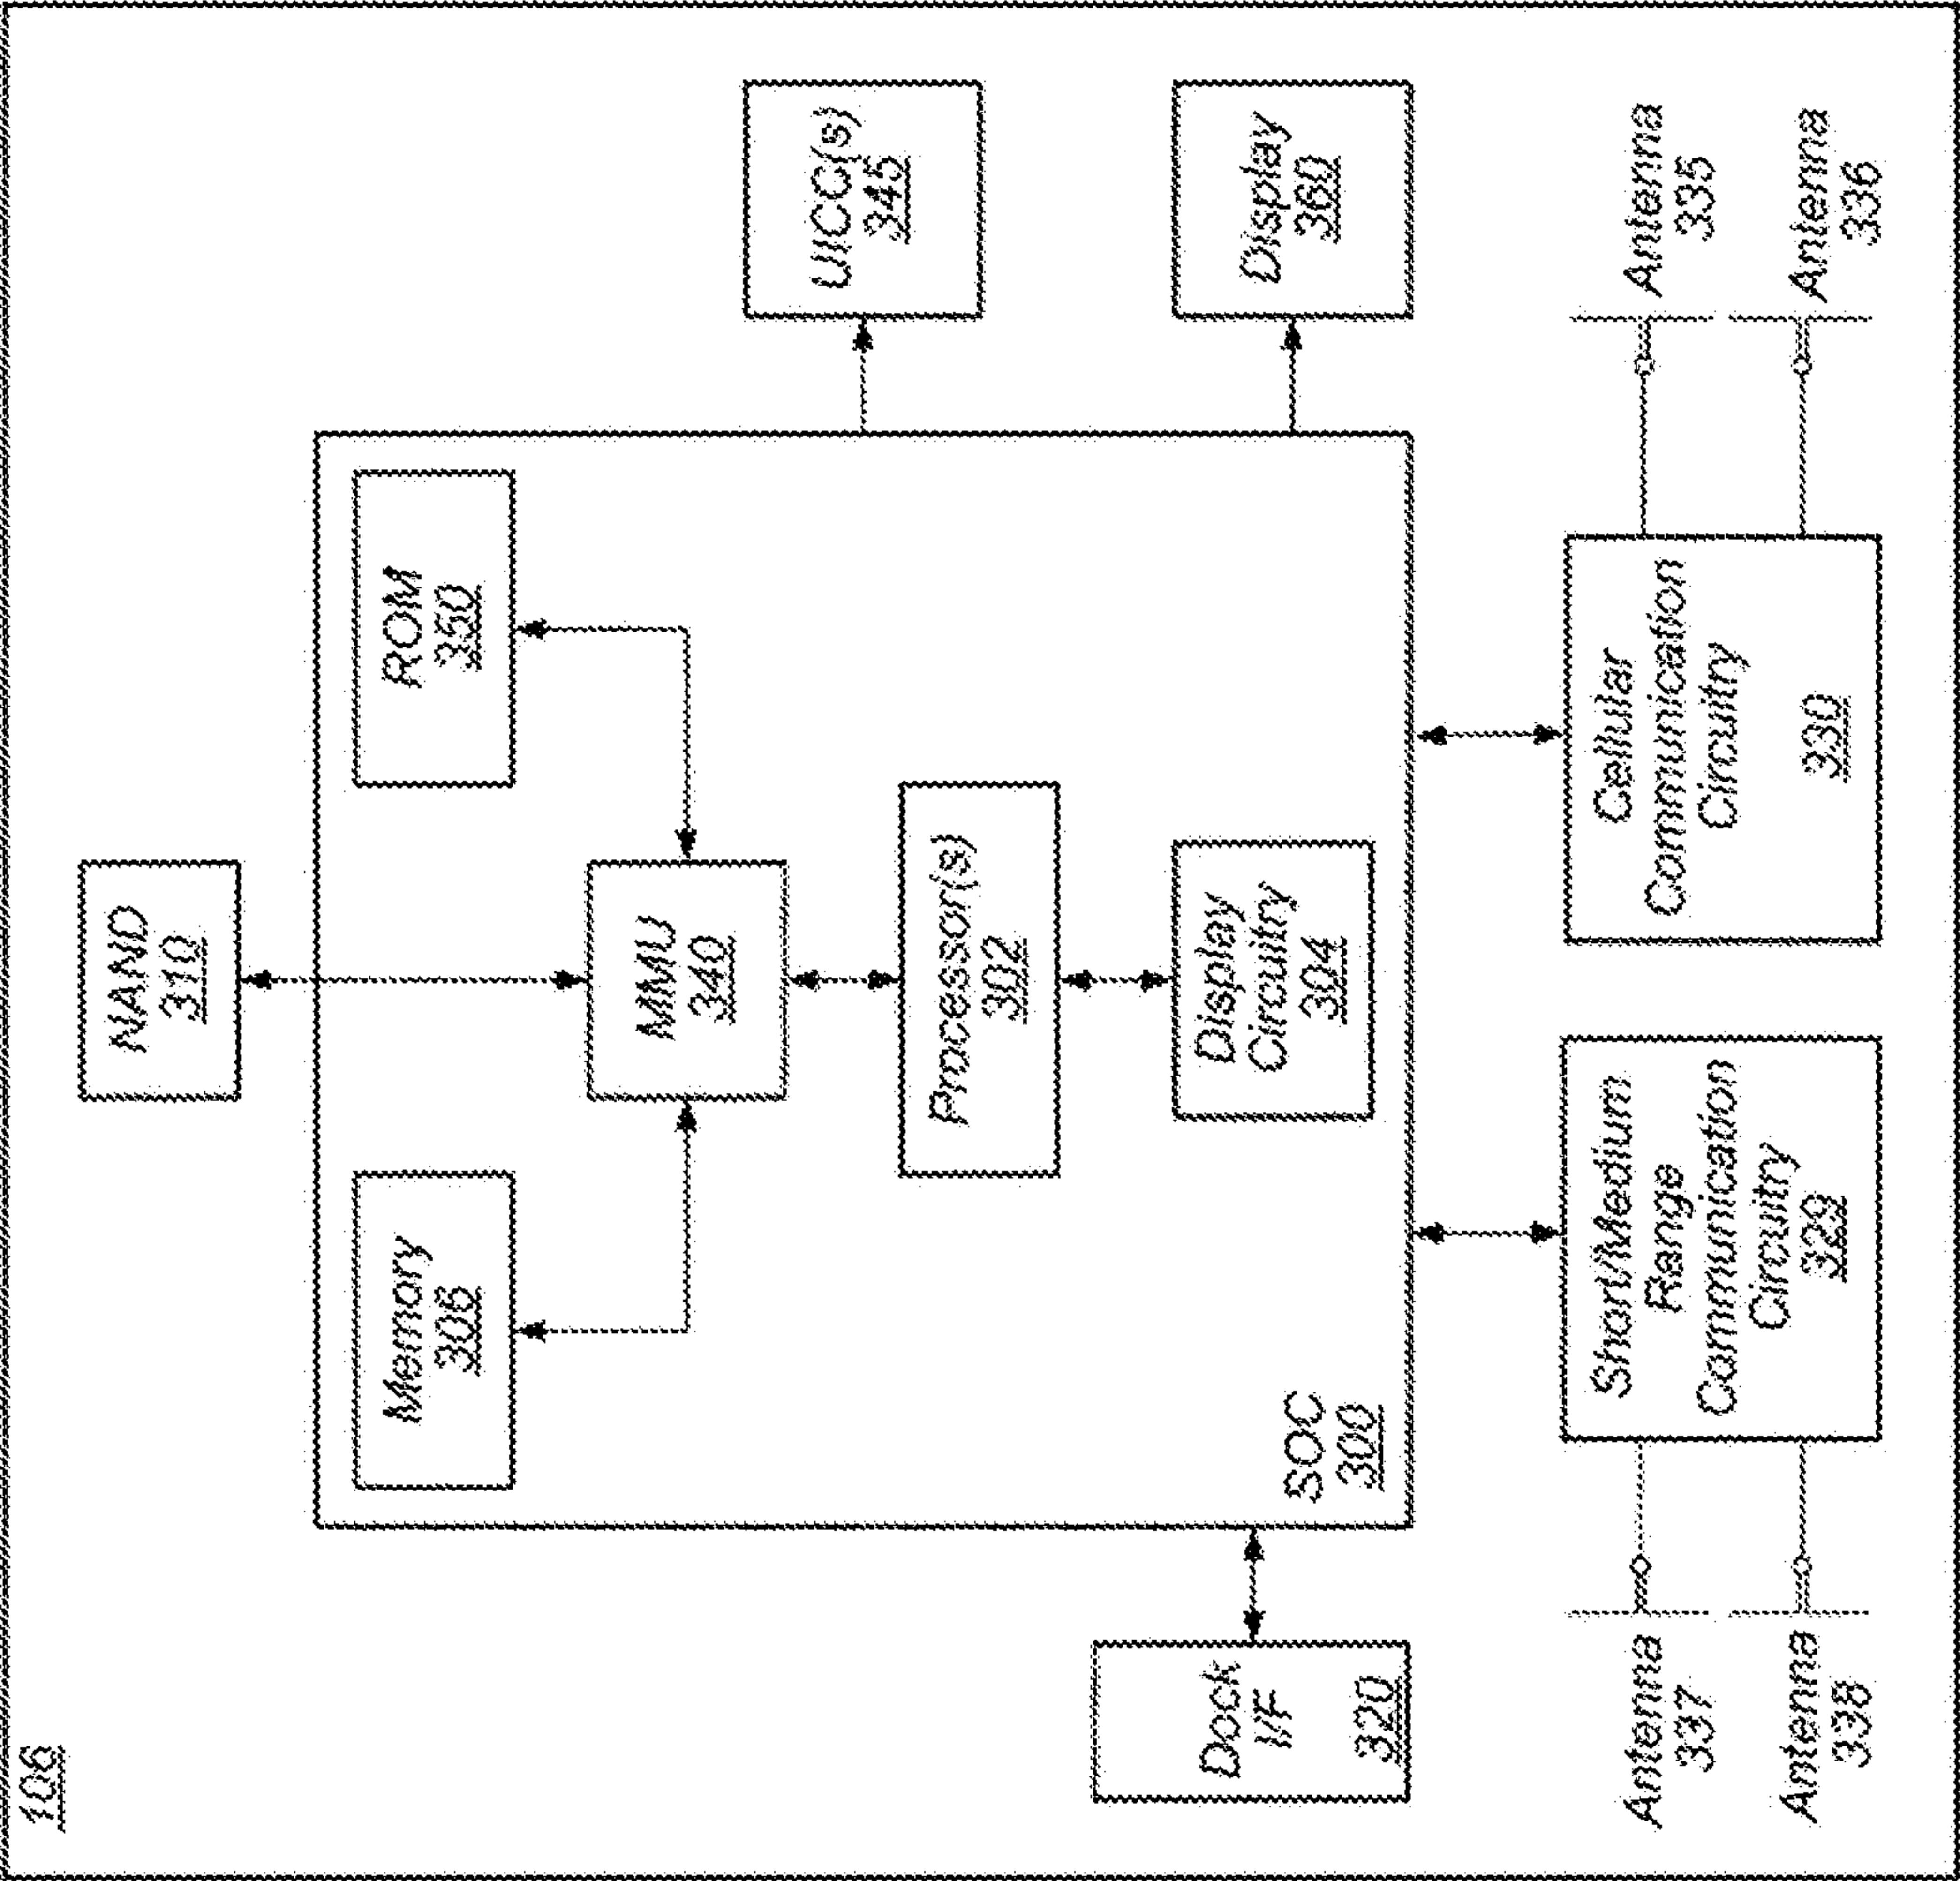 106
NAND
310
Memory
306
ROM
350
MMU
340
Processor(s)
302
Display
Circuitry
304
SOC
300
Dock
I/F
320
UICC(s)
345
Display
360
Short/Medium
Range
Communication
Circuitry
329
Cellular
Communication
Circuitry
330
Antenna
337
Antenna
338
Antenna
335
Antenna
336